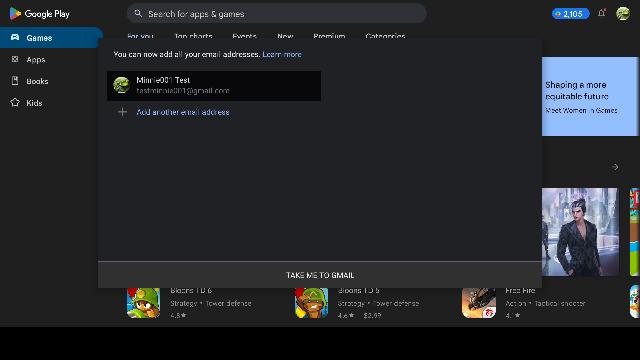 Google Play
Search for apps & games
2,105
Games
Apps
Books
Kids
For you
Top charts
Events
New
Premium
Categories
You can now add all your email addresses. Learn more
Minnie001 Test
testminnie001@gmail.com
Add another email address
Shaping a more
equitable future
Meet Women in Games
TAKE ME TO GMAIL
Bloons TD 6
Strategy • Tower defense
4.8★
Bloons TD 5
Strategy • Tower defense
4.6★ $2.99
Free Fire
Action • Tactical shooter
4.1★